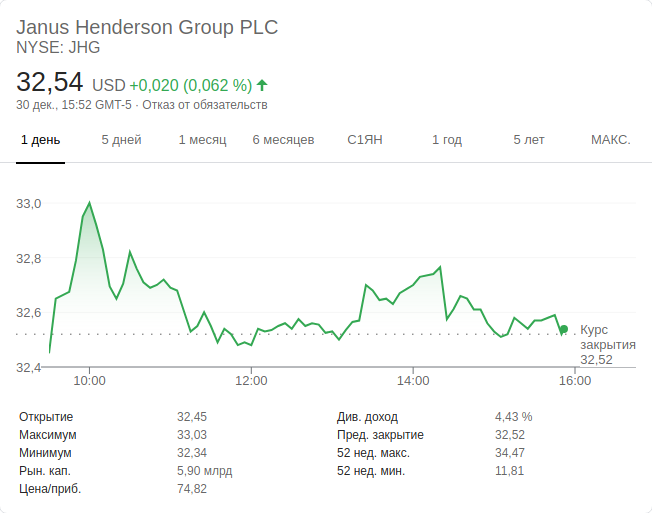 Janus Henderson Group PLC
NYSE: JHG
32,54 USD +0,020 (0,062 %)
30 дек., 15:52 GMT-5 · Отказ от обязательств
1 день 5 дней 1 месяц 6 месяцев С1ЯН 1 год 5 лет МАКС.
33,0
32,8
32,6
32,4
Курс
закрытия
32,52
10:00 12:00 14:00 16:00
Открытие 32,45 Див. доход 4,43 %
Максимум 33,03 Пред. закрытие 32,52
Минимум 32,34 52 нед. макс. 34,47
Рын. кап. 5,90 млрд 52 нед. мин. 11,81
Цена/приб. 74,82